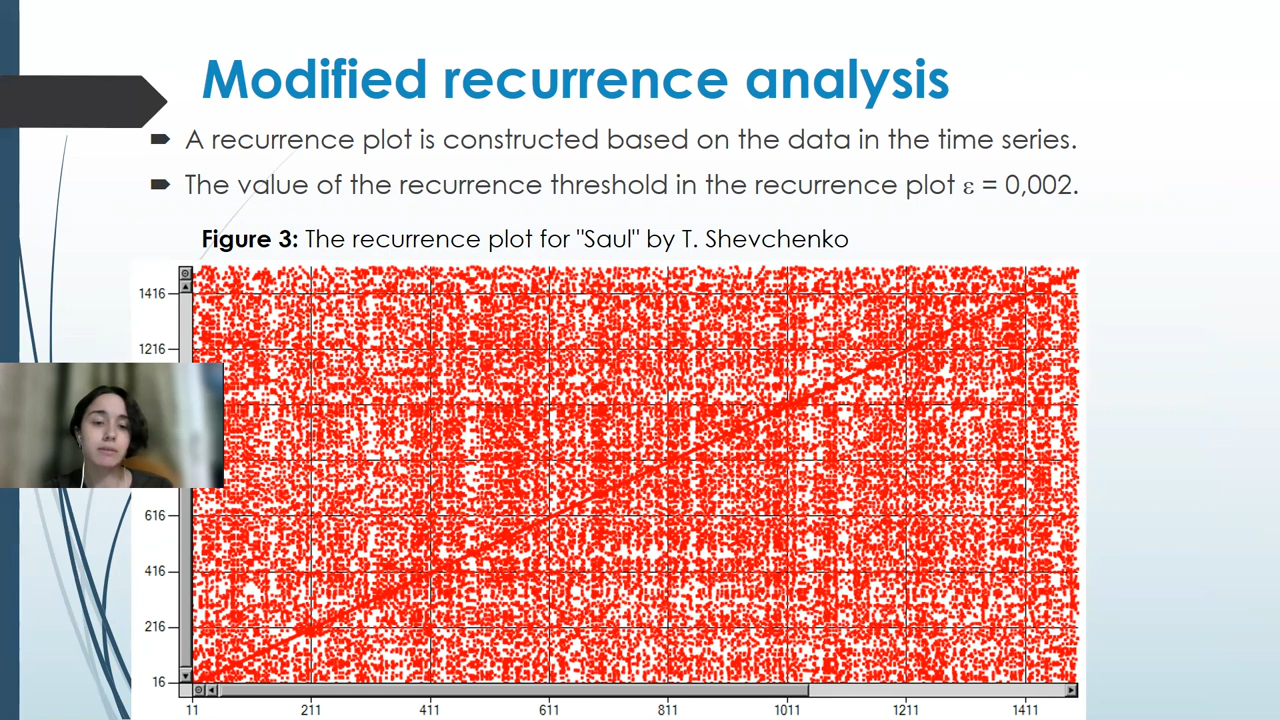 Modified recurrence analysis
A recurrence plot is constructed based on the data in the time series.
The value of the recurrence threshold in the recurrence plot ε = 0,002.
Figure 3: The recurrence plot for "Saul" by T. Shevchenko
1416
1216
616
416
216
16
11 211 411 611 811 1011 1211 1411